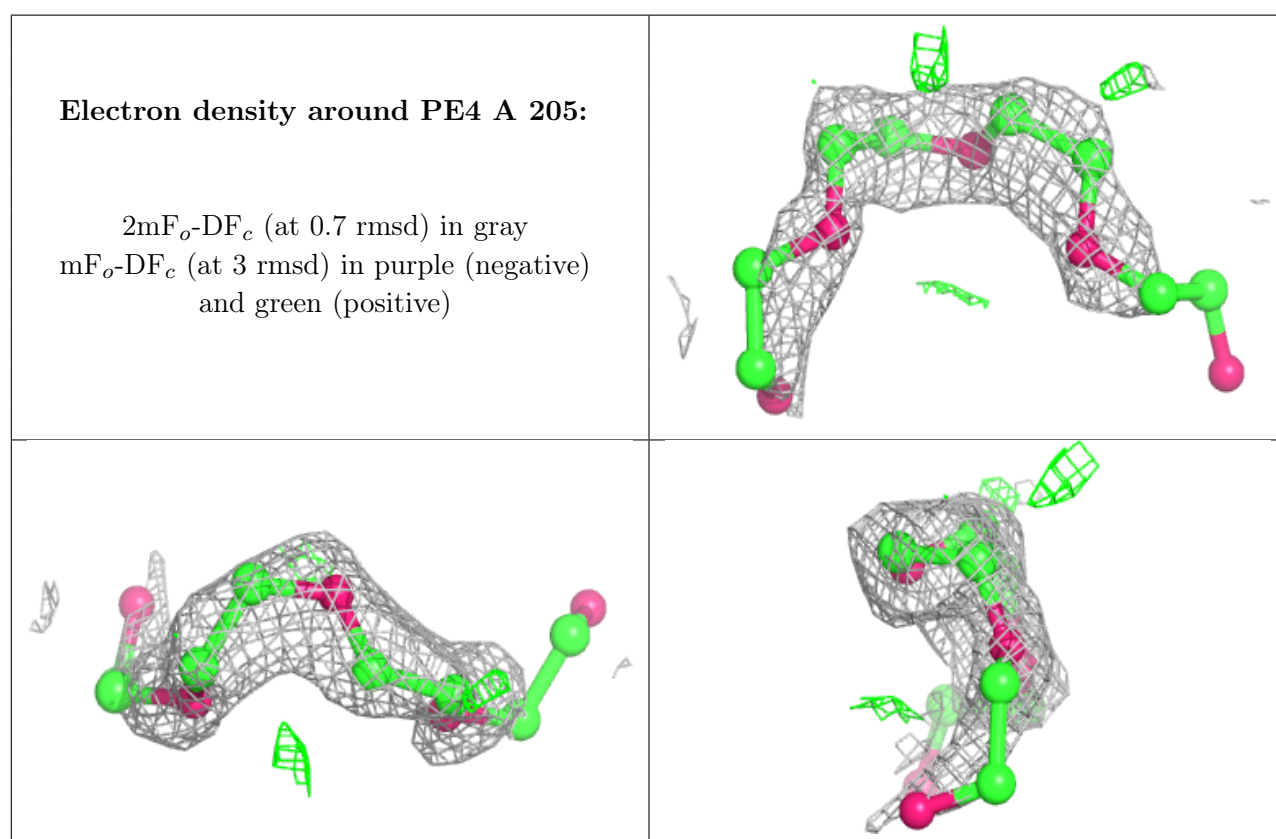 Electron density around PE4 A 205:
2mFₒ-DF𝒸 (at 0.7 rmsd) in gray
mFₒ-DF𝒸 (at 3 rmsd) in purple (negative)
and green (positive)